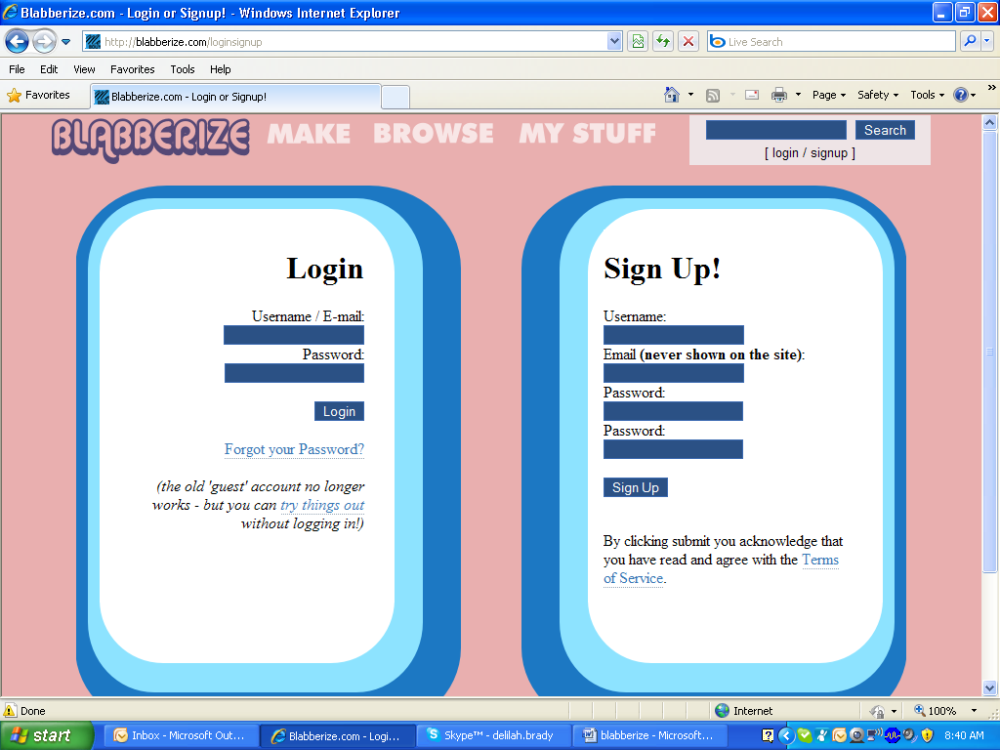 Blabberize.com - Login or Signup! - Windows Internet Explorer
http://blabberize.com/loginsignup
Live Search
File Edit View Favorites Tools Help
Favorites
Blabberize.com - Login or Signup!
Page Safety Tools
BLABBERIZE MAKE BROWSE MY STUFF
Search
[ login / signup ]
Login
Username / E-mail:
Password:
Login
Forgot your Password?
(the old 'guest' account no longer
works - but you can try things out
without logging in!)
Sign Up!
Username:
Email (never shown on the site):
Password:
Password:
Sign Up
By clicking submit you acknowledge that
you have read and agree with the Terms
of Service.
Done
Internet
100%
start
Inbox - Microsoft Out...
Blabberize.com - Logi...
Skype™ - delilah.brady
blabberize - Microsoft...
8:40 AM